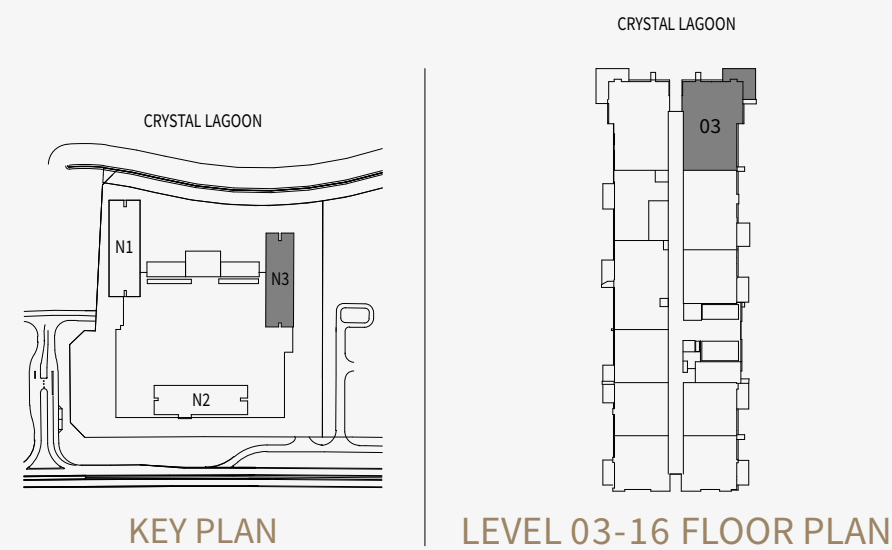 CRYSTAL LAGOON
N1
N3
N2
KEY PLAN
CRYSTAL LAGOON
03
LEVEL 03-16 FLOOR PLAN